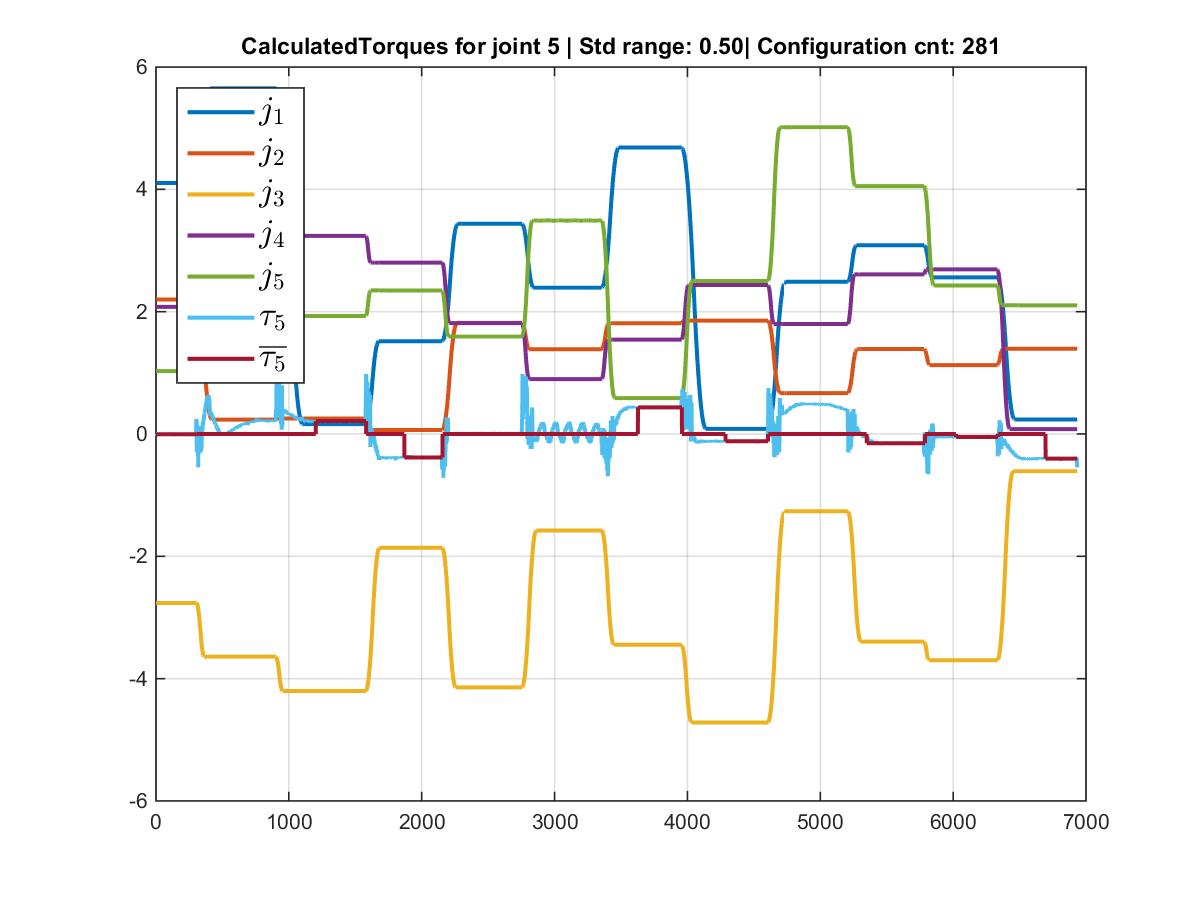 CalculatedTorques for joint 5 | Std range: 0.50| Configuration cnt: 281
6
4
2
0
-2
-4
-6
j1
j2
j3
j4
j5
τ5
τ5
0 1000 2000 3000 4000 5000 6000 7000